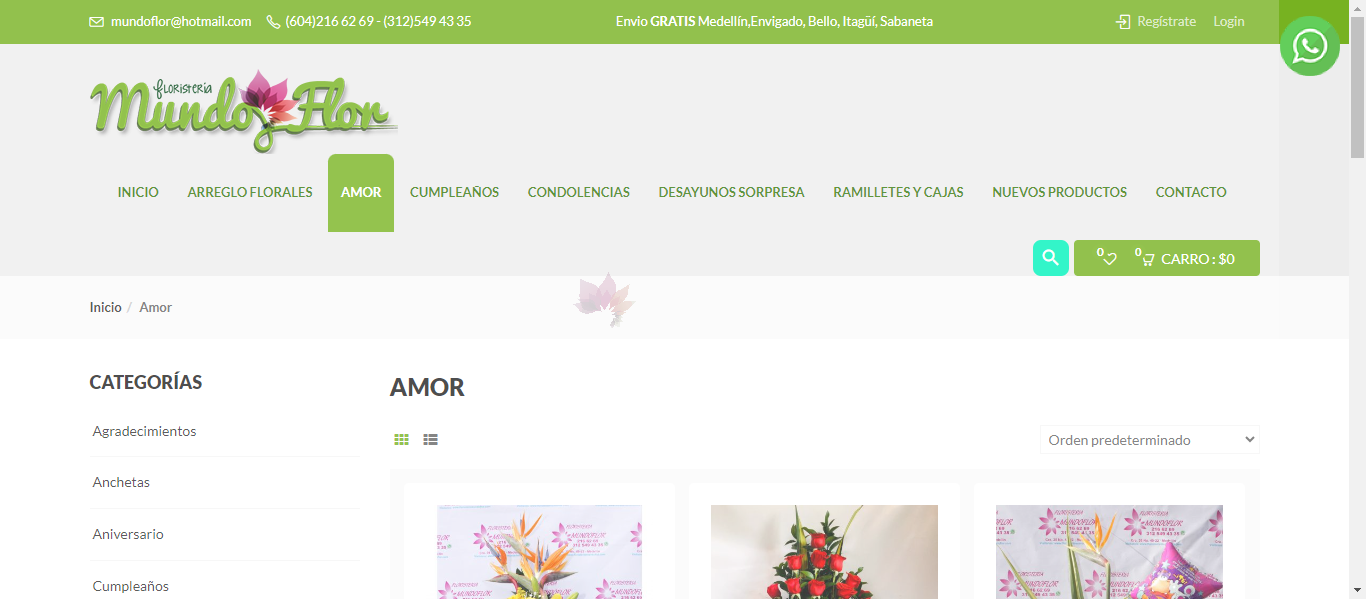 mundoflor@hotmail.com (604)216 62 69 - (312)549 43 35 Envio GRATIS Medellín,Envigado, Bello, Itagüí, Sabaneta Regístrate Login
FLORISTERIA
Mundo Flor
INICIO ARREGLO FLORALES AMOR CUMPLEAÑOS CONDOLENCIAS DESAYUNOS SORPRESA RAMILLETES Y CAJAS NUEVOS PRODUCTOS CONTACTO
0 0 CARRO : $0
Inicio / Amor
CATEGORÍAS
AMOR
Agradecimientos
Orden predeterminado
Anchetas
Aniversario
Cumpleaños